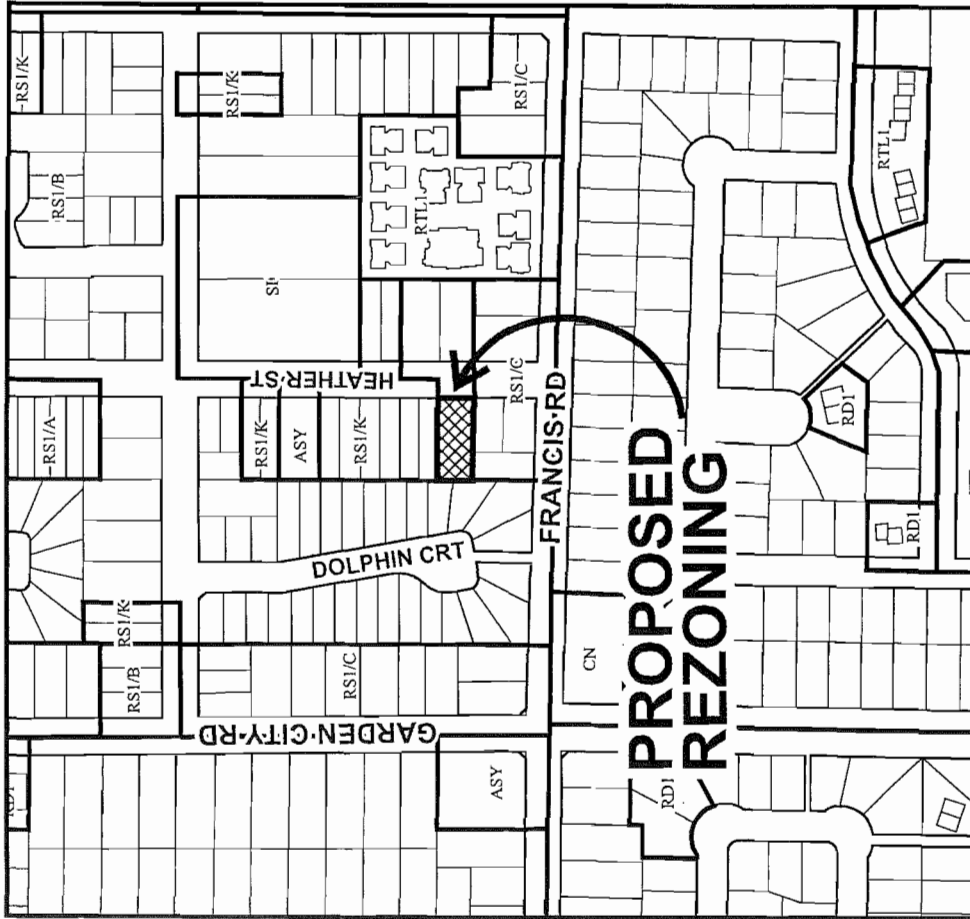 RS1/K
RS1/B
RS1/K
RS1/C
RTL1
RTL1
SI
HEATHER ST
RS1/A
RS1/K
ASY
RS1/K
RS1/C
FRANCIS RD
RD1
RD1
DOLPHIN CRT
PROPOSED
REZONING
RS1/K
RS1/B
RS1/C
CN
GARDEN CITY RD
ASY
RD1